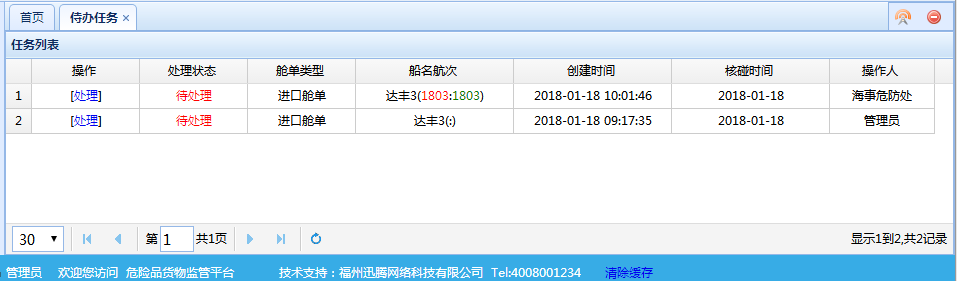 首页 待办任务 ×
任务列表
操作 处理状态 舱单类型 船名航次 创建时间 核碰时间 操作人
1 [处理] 待处理 进口舱单 达丰3(1803:1803) 2018-01-18 10:01:46 2018-01-18 海事危防处
2 [处理] 待处理 进口舱单 达丰3(:) 2018-01-18 09:17:35 2018-01-18 管理员
30 第 1 共1页 显示1到2,共2记录
管理员 欢迎您访问 危险品货物监管平台 技术支持：福州迅腾网络科技有限公司 Tel:4008001234 清除缓存